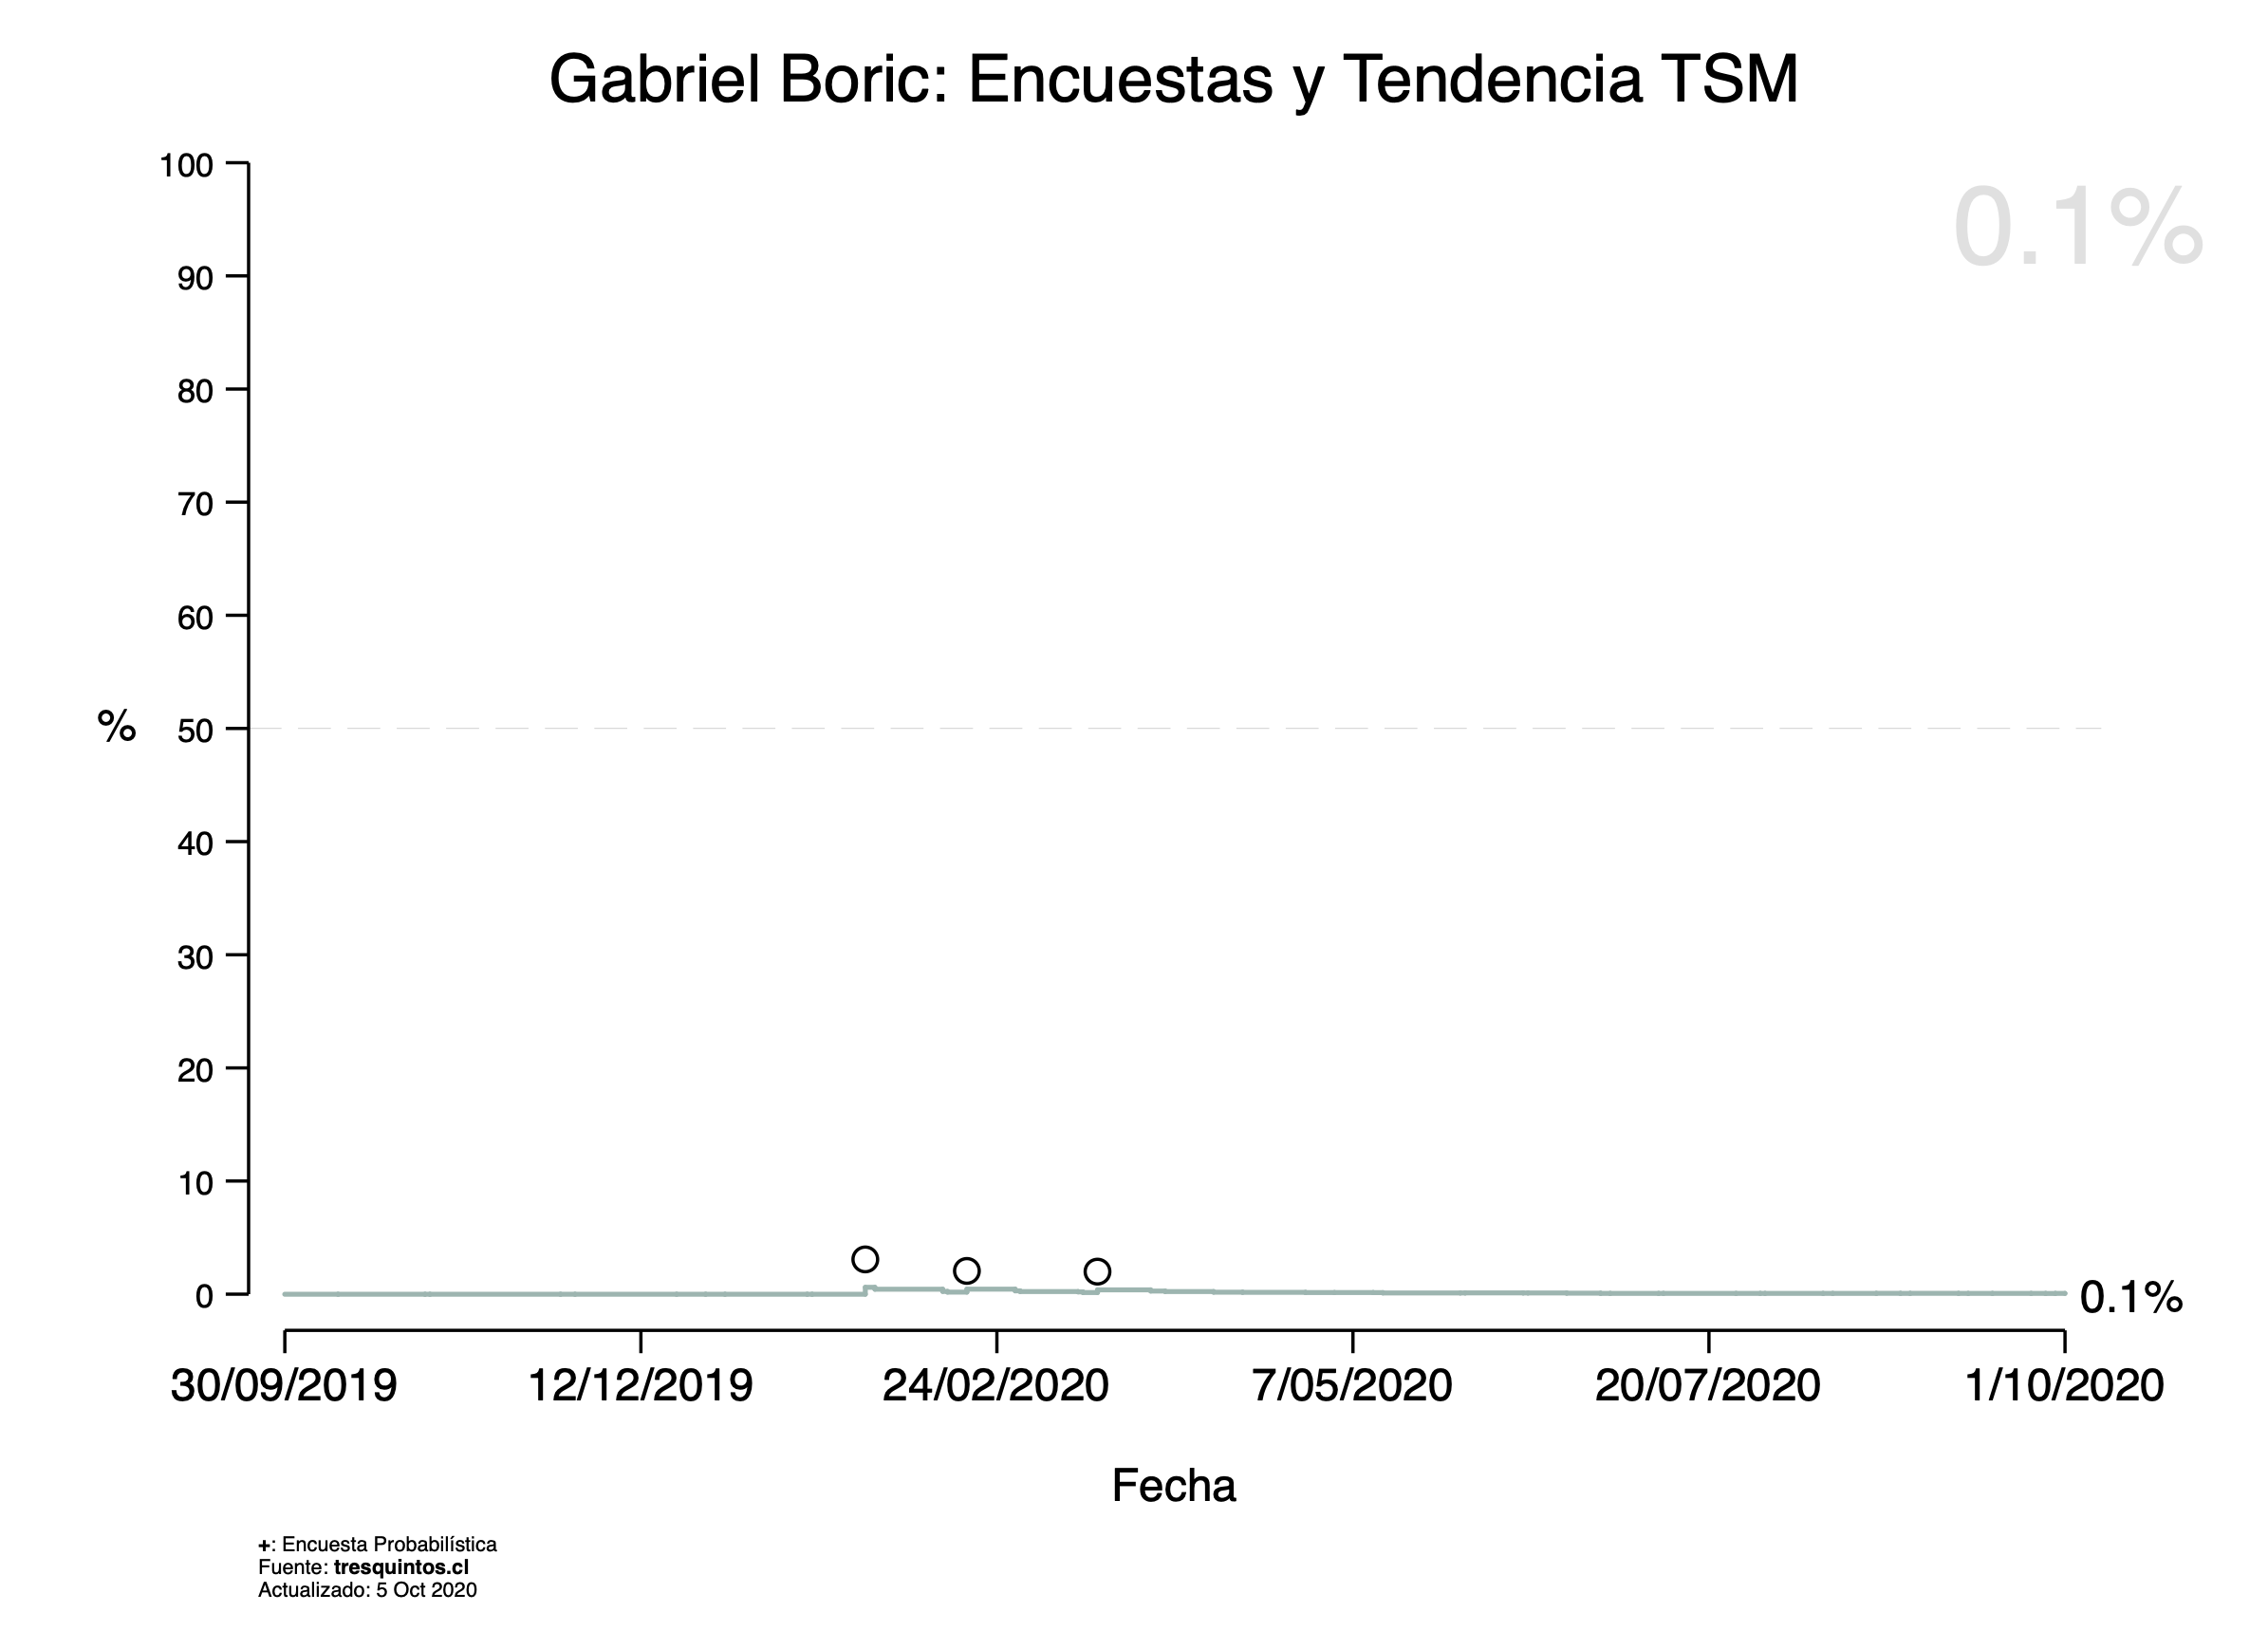 Gabriel Boric: Encuestas y Tendencia TSM
100
0.1%
90
80
70
60
% 50
40
30
20
10
0
0.1%
30/09/2019 12/12/2019 24/02/2020 7/05/2020 20/07/2020 1/10/2020
Fecha
+: Encuesta Probabilística
Fuente: tresquintos.cl
Actualizado: 5 Oct 2020